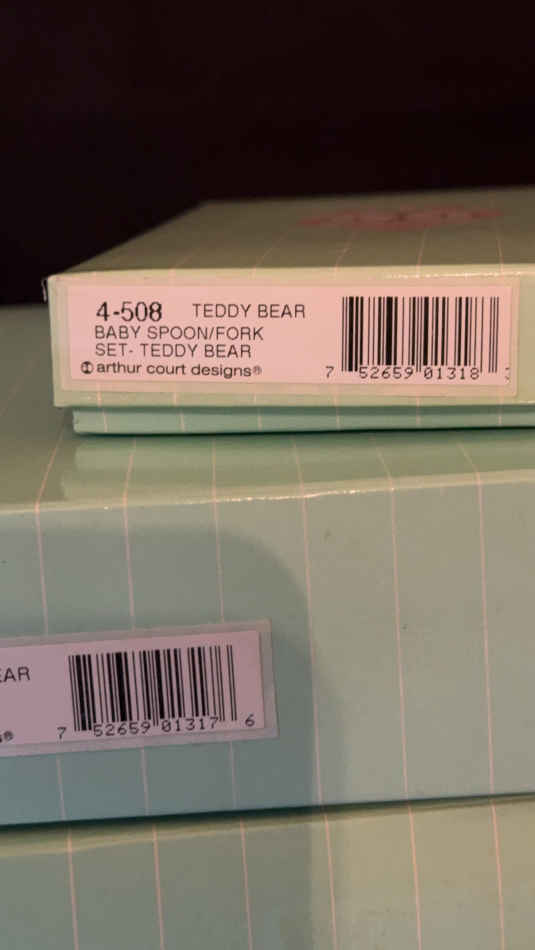 4-508 TEDDY BEAR
BABY SPOON/FORK
SET- TEDDY BEAR
arthur court designs®
7 52659 01318 3
EAR
®
7 52659 01317 6